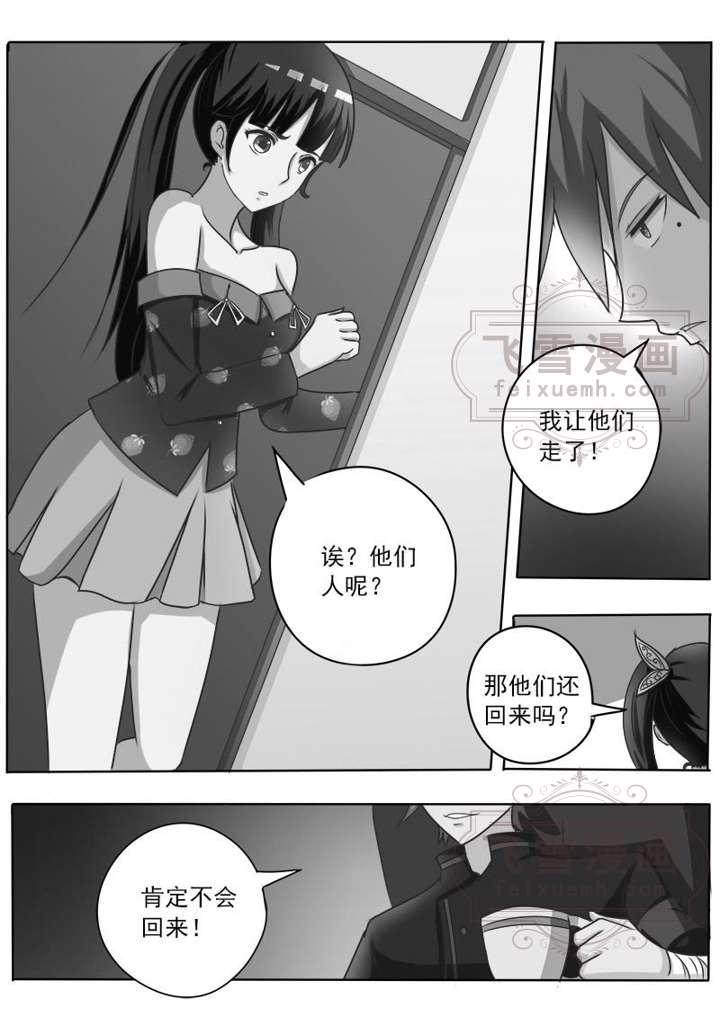 诶？他们
人呢？
我让他们
走了！
那他们还
回来吗？
肯定不会
回来！
飞雪漫画
feixuemh.com
飞雪漫画
feixuemh.com